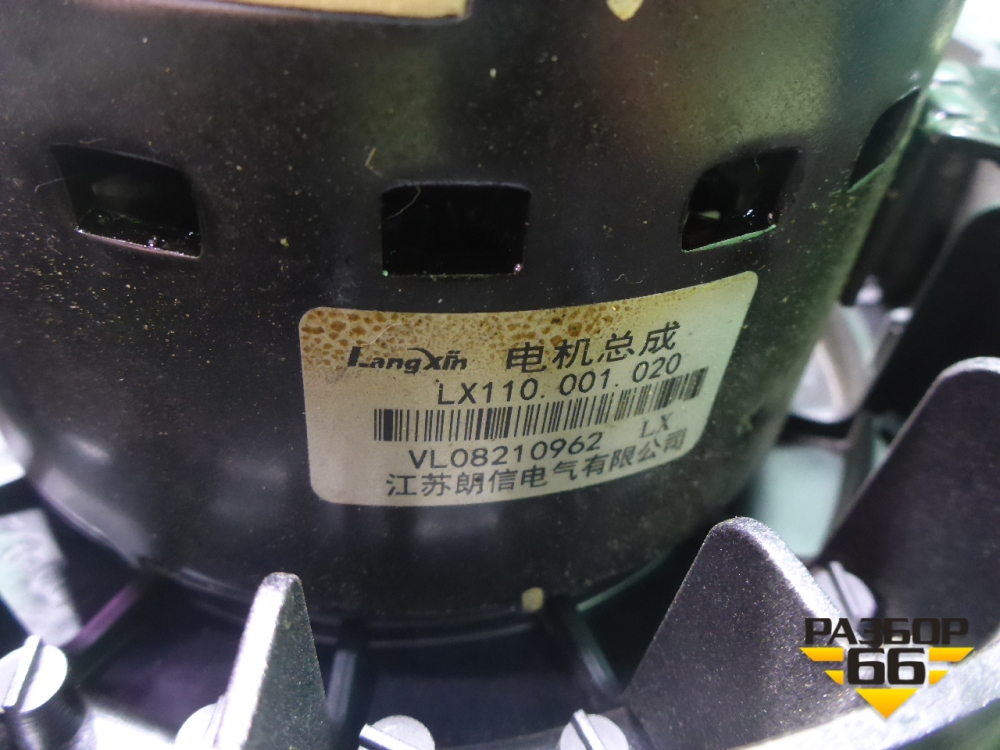 LangXin 电机总成
LX110.001.020
LX
VL08210962
江苏朗信电气有限公司
РАЗБОР
66